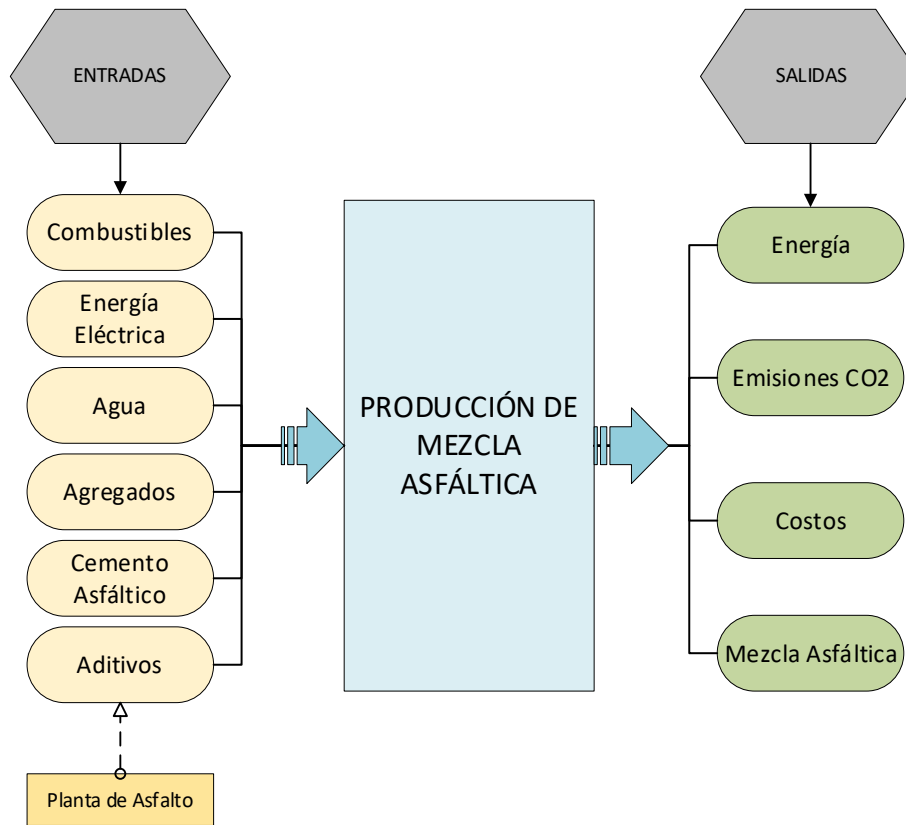 ENTRADAS
SALIDAS
Combustibles
Energía
Eléctrica
Agua
Agregados
Cemento
Asfáltico
Aditivos
Planta de Asfalto
PRODUCCIÓN DE
MEZCLA
ASFÁLTICA
Energía
Emisiones CO2
Costos
Mezcla Asfáltica